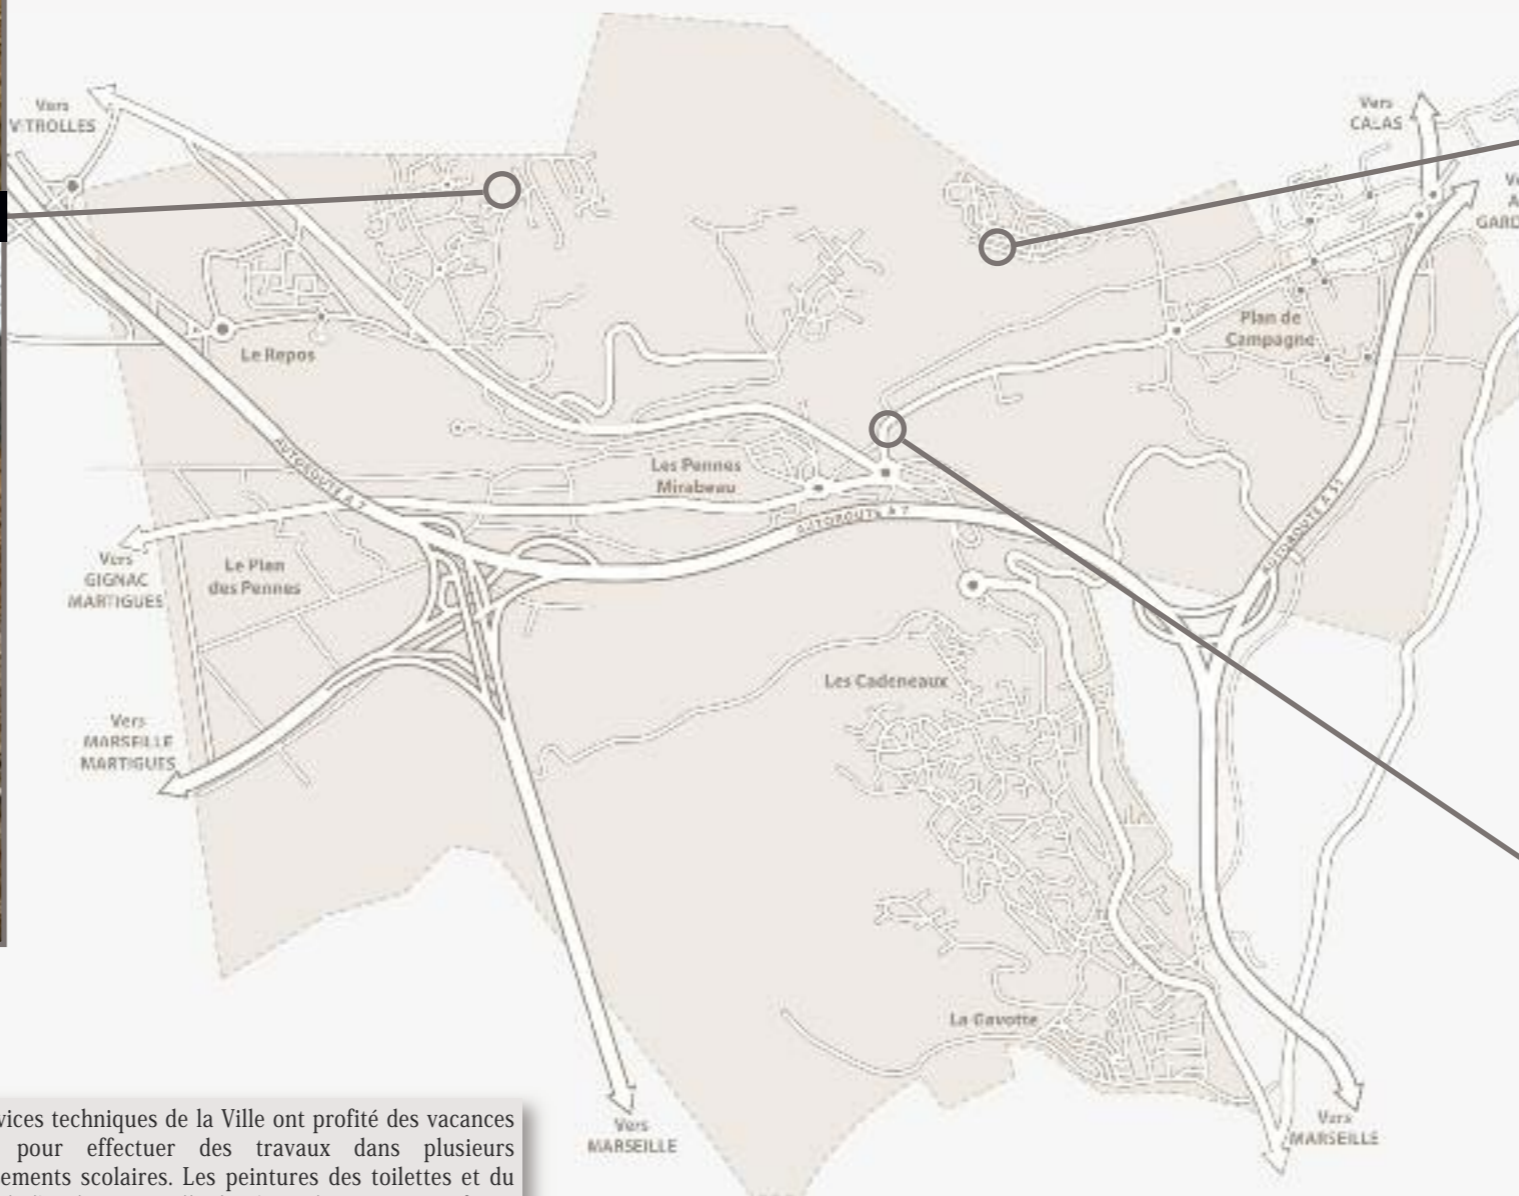 Vers
VITROLLES
Vers
CALAS
Le Repos
Plan de
Campagne
AUTOROUTE A 7
Les Pennes
Mirabeau
AUTOROUTE A 7
AUTOROUTE A 51
Vers
GIGNAC
MARTIGUES
Le Plan
des Pennes
Les Cadeneaux
Vers
MARSEILLE
MARTIGUES
La Gavotte
Vers
MARSEILLE
Vers
MARSEILLE
vices techniques de la Ville ont profité des vacances
pour effectuer des travaux dans plusieurs
ements scolaires. Les peintures des toilettes et du